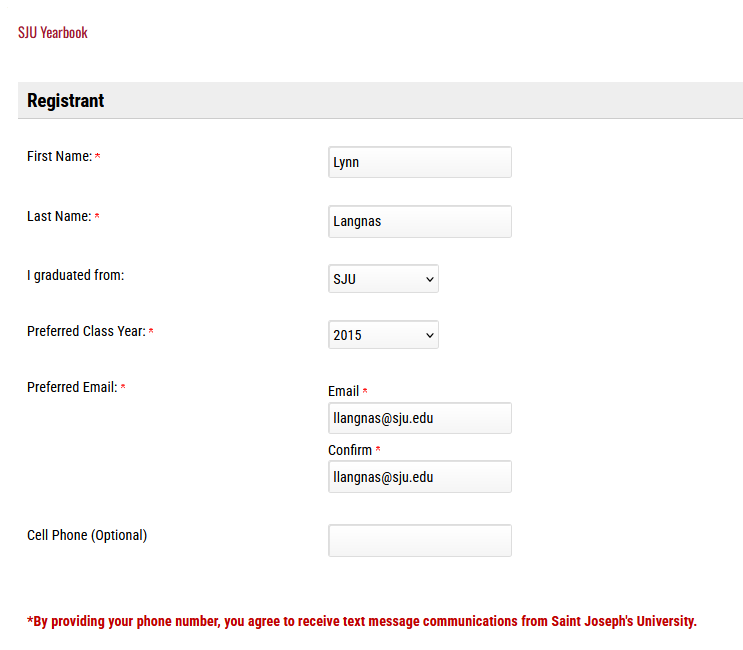 SJU Yearbook
Registrant
First Name: *
Lynn
Last Name: *
Langnas
I graduated from:
SJU
Preferred Class Year: *
2015
Preferred Email: *
Email *
llangnas@sju.edu
Confirm *
llangnas@sju.edu
Cell Phone (Optional)
*By providing your phone number, you agree to receive text message communications from Saint Joseph's University.